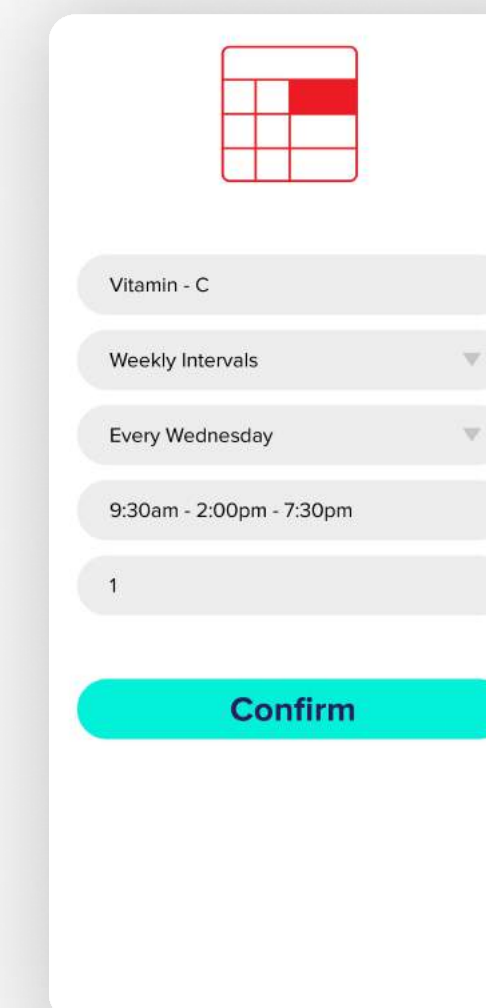 Vitamin - C
Weekly Intervals
Every Wednesday
9:30am - 2:00pm - 7:30pm
1
Confirm